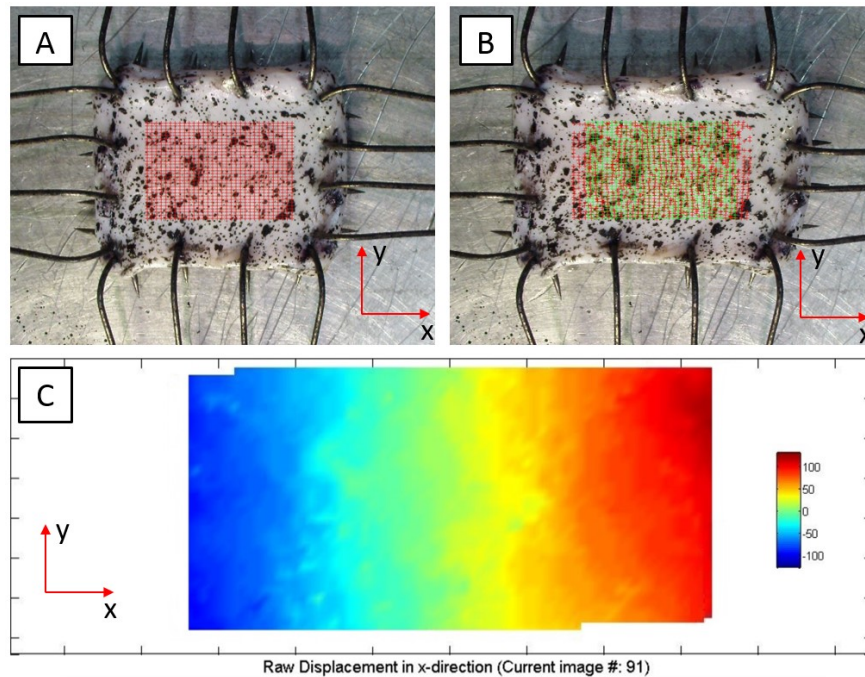 A
B
y
x
y
x
C
100
50
0
-50
-100
y
x
Raw Displacement in x-direction (Current image #: 91)